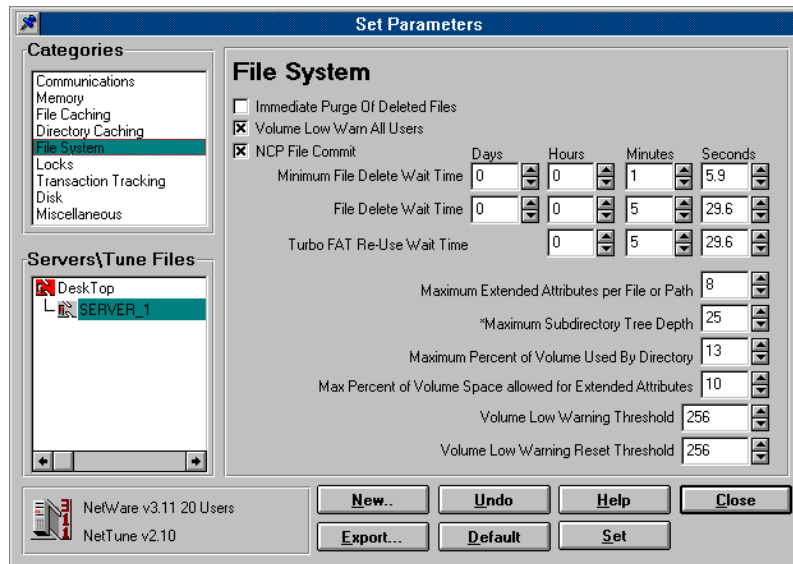 Set Parameters
Categories
Communications
Memory
File Caching
Directory Caching
File System
Locks
Transaction Tracking
Disk
Miscellaneous
Servers\Tune Files
DeskTop
SERVER_1
File System
Immediate Purge Of Deleted Files
Volume Low Warn All Users
NCP File Commit
Days Hours Minutes Seconds
Minimum File Delete Wait Time 0 0 1 5.9
File Delete Wait Time 0 0 5 29.6
Turbo FAT Re-Use Wait Time 0 5 29.6
Maximum Extended Attributes per File or Path 8
*Maximum Subdirectory Tree Depth 25
Maximum Percent of Volume Used By Directory 13
Max Percent of Volume Space allowed for Extended Attributes 10
Volume Low Warning Threshold 256
Volume Low Warning Reset Threshold 256
311
NetWare v3.11 20 Users
NetTune v2.10
New.. Undo Help Close
Export... Default Set